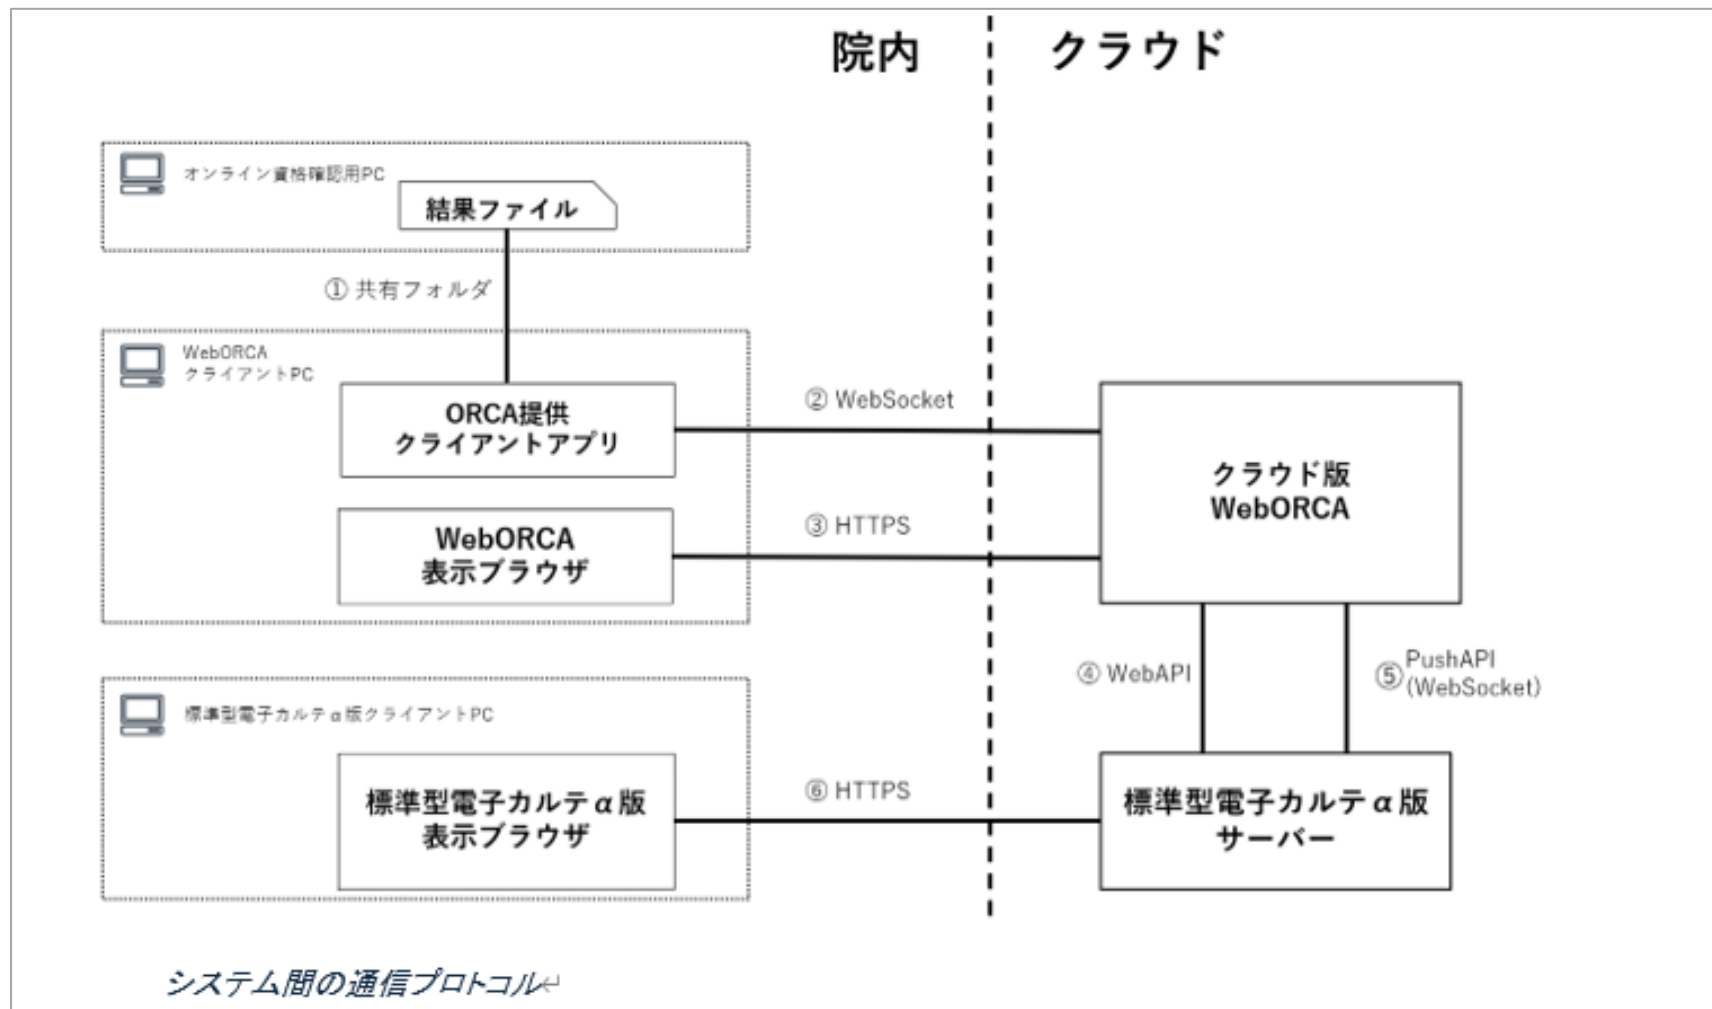 院内
クラウド
オンライン資格確認用PC
結果ファイル
① 共有フォルダ
WebORCA
クライアントPC
ORCA提供
クライアントアプリ
② WebSocket
WebORCA
表示ブラウザ
③ HTTPS
クラウド版
WebORCA
④ WebAPI
⑤ PushAPI
(WebSocket)
標準型電子カルテα版クライアントPC
標準型電子カルテα版
表示ブラウザ
⑥ HTTPS
標準型電子カルテα版
サーバー
システム間の通信プロトコル↵